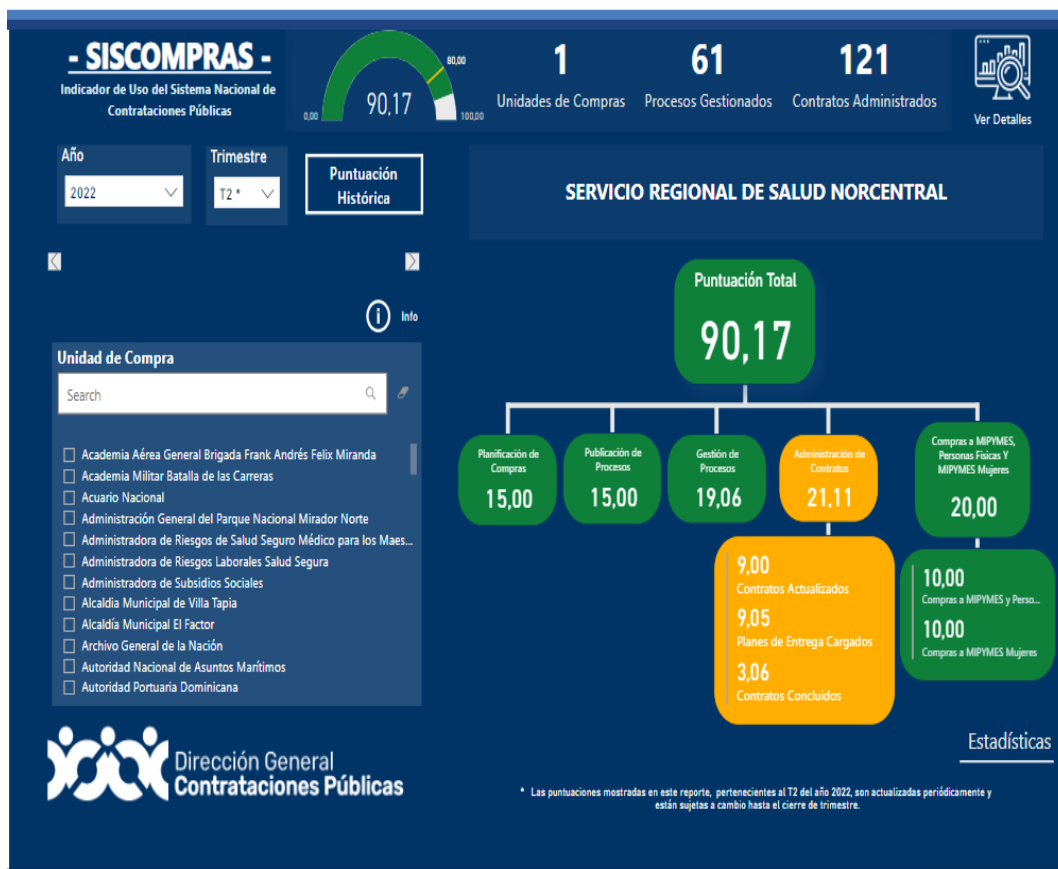 - SISCOMPRAS -
Indicador de Uso del Sistema Nacional de
Contrataciones Públicas
0,00
90,17
80,00
100,00
1
Unidades de Compras
61
Procesos Gestionados
121
Contratos Administrados
Ver Detalles
Año
2022
Trimestre
T2 *
Puntuación
Histórica
SERVICIO REGIONAL DE SALUD NORCENTRAL
Info
Unidad de Compra
Search
Academia Aérea General Brigada Frank Andrés Felix Miranda
Academia Militar Batalla de las Carreras
Acuario Nacional
Administración General del Parque Nacional Mirador Norte
Administradora de Riesgos de Salud Seguro Médico para los Maes...
Administradora de Riesgos Laborales Salud Segura
Administradora de Subsidios Sociales
Alcaldia Municipal de Villa Tapia
Alcaldía Municipal El Factor
Archivo General de la Nación
Autoridad Nacional de Asuntos Marítimos
Autoridad Portuaria Dominicana
Puntuación Total
90,17
Planificación de
Compras
15,00
Publicación de
Procesos
15,00
Gestión de
Procesos
19,06
Administración de
Contratos
21,11
Compras a MIPYMES,
Personas Fisicas Y
MIPYMES Mujeres
20,00
9,00
Contratos Actualizados
9,05
Planes de Entrega Cargados
3,06
Contratos Concluidos
10,00
Compras a MIPYMES y Perso...
10,00
Compras a MIPYMES Mujeres
Estadísticas
Dirección General
Contrataciones Públicas
* Las puntuaciones mostradas en este reporte, pertenecientes al T2 del año 2022, son actualizadas periódicamente y
están sujetas a cambio hasta el cierre de trimestre.